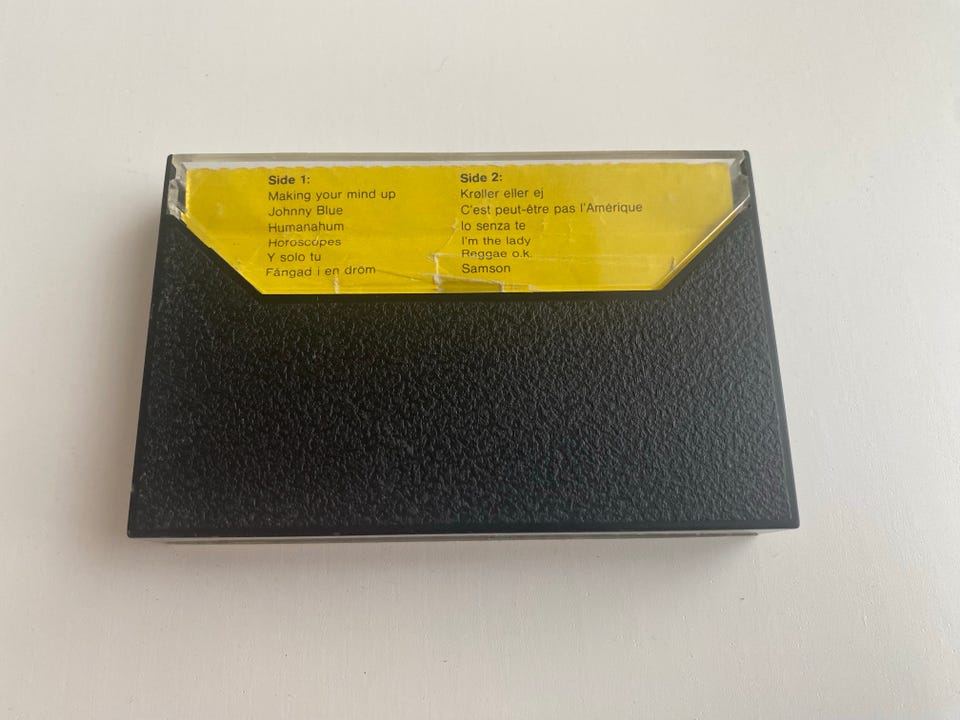 Side 1:
Making your mind up
Johnny Blue
Humanahum
Horoscopes
Y solo tu
Fångad i en dröm
Side 2:
Krøller eller ej
C'est peut-être pas l'Amérique
Io senza te
I'm the lady
Reggae o.k.
Samson